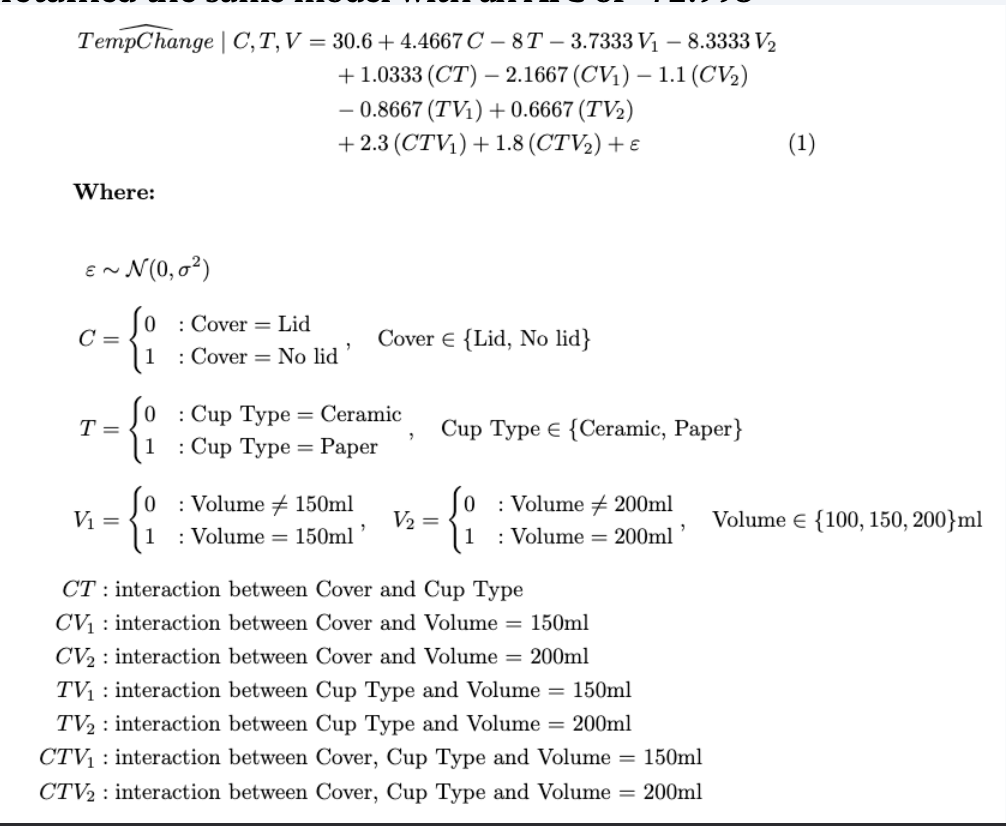 TempChange | C, T, V = 30.6 + 4.4667 C − 8 T − 3.7333 V₁ − 8.3333 V₂
+ 1.0333 (CT) − 2.1667 (CV₁) − 1.1 (CV₂)
− 0.8667 (TV₁) + 0.6667 (TV₂)
+ 2.3 (CTV₁) + 1.8 (CTV₂) + ε (1)
Where:
ε ∼ N(0, σ²)
C = {0 : Cover = Lid
1 : Cover = No lid , Cover ∈ {Lid, No lid}
T = {0 : Cup Type = Ceramic
1 : Cup Type = Paper , Cup Type ∈ {Ceramic, Paper}
V₁ = {0 : Volume ≠ 150ml
1 : Volume = 150ml , V₂ = {0 : Volume ≠ 200ml
1 : Volume = 200ml , Volume ∈ {100, 150, 200}ml
CT : interaction between Cover and Cup Type
CV₁ : interaction between Cover and Volume = 150ml
CV₂ : interaction between Cover and Volume = 200ml
TV₁ : interaction between Cup Type and Volume = 150ml
TV₂ : interaction between Cup Type and Volume = 200ml
CTV₁ : interaction between Cover, Cup Type and Volume = 150ml
CTV₂ : interaction between Cover, Cup Type and Volume = 200ml